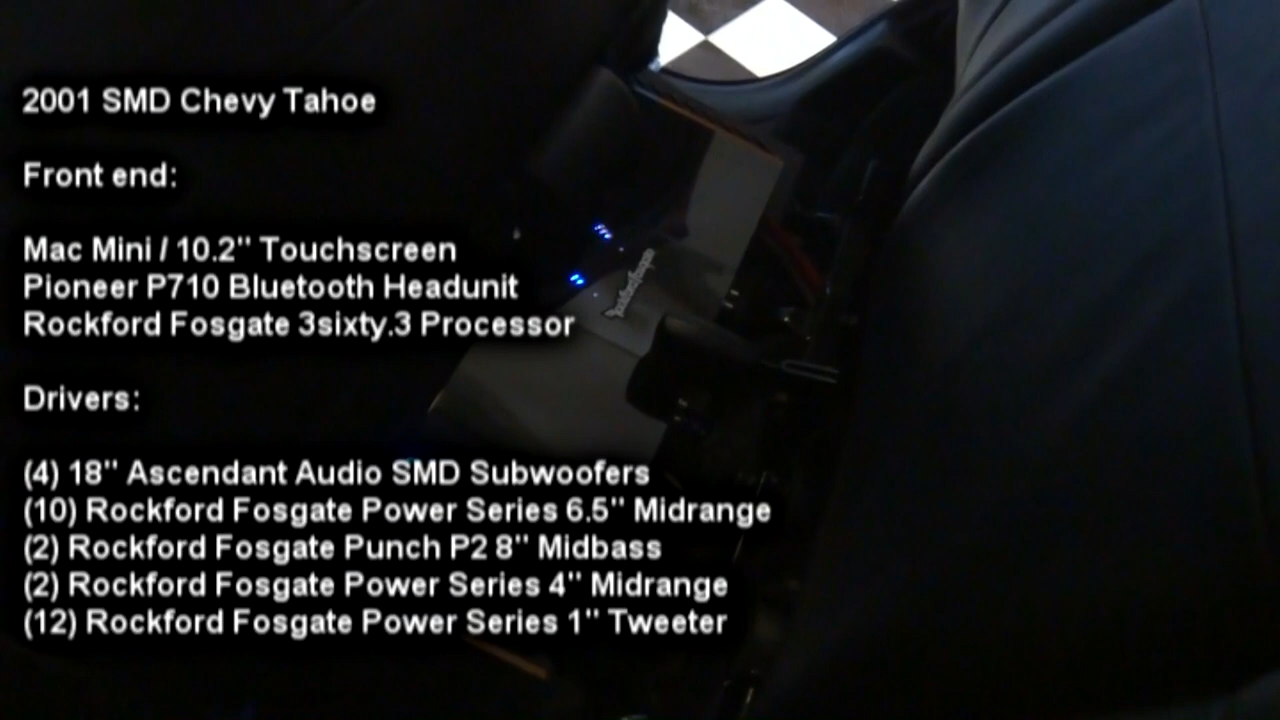 2001 SMD Chevy Tahoe
Front end:
Mac Mini / 10.2" Touchscreen
Pioneer P710 Bluetooth Headunit
Rockford Fosgate 3sixty.3 Processor
Drivers:
(4) 18" Ascendant Audio SMD Subwoofers
(10) Rockford Fosgate Power Series 6.5" Midrange
(2) Rockford Fosgate Punch P2 8" Midbass
(2) Rockford Fosgate Power Series 4" Midrange
(12) Rockford Fosgate Power Series 1" Tweeter
rockford fosgate